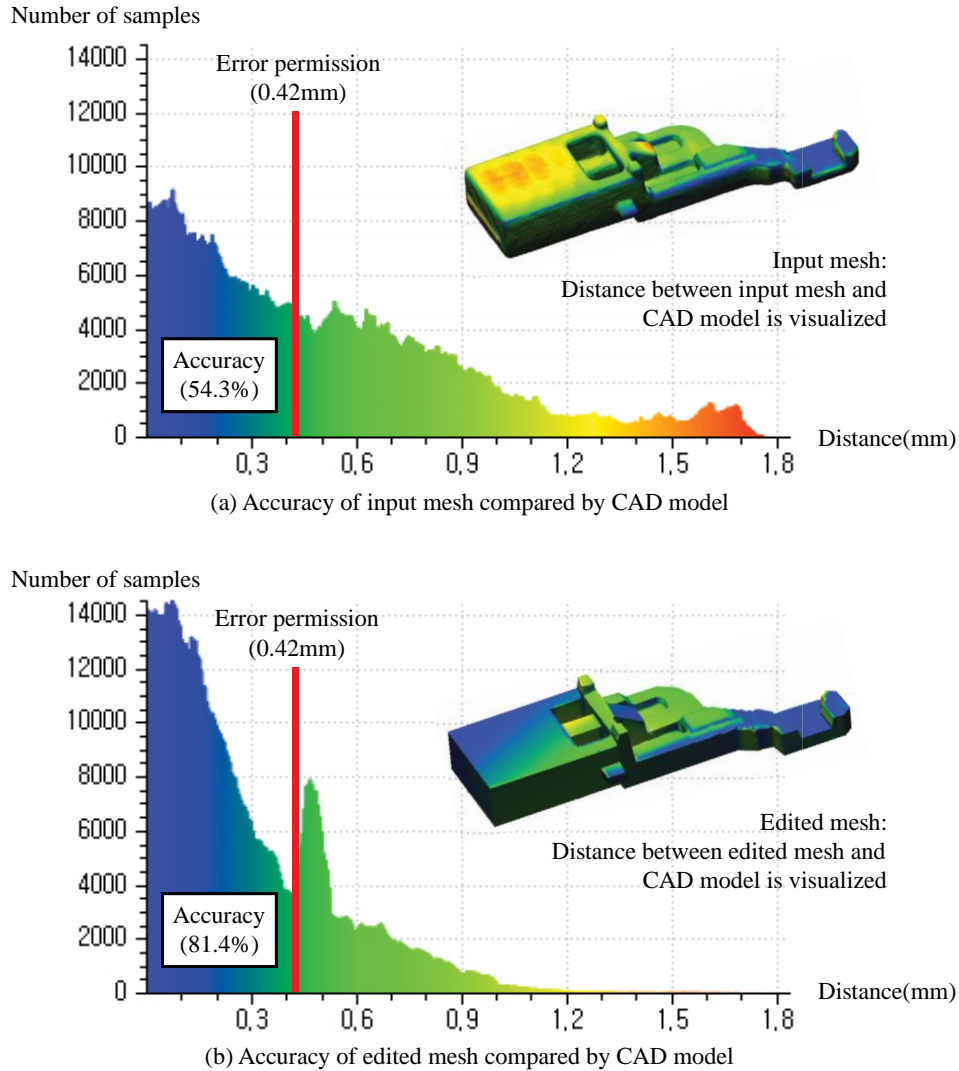 Number of samples
14000
12000
10000
8000
6000
4000
2000
0
Error permission
(0.42mm)
Accuracy
(54.3%)
Input mesh:
Distance between input mesh and
CAD model is visualized
0,3 0,6 0,9 1,2 1,5 1,8
Distance(mm)
(a) Accuracy of input mesh compared by CAD model
Number of samples
14000
12000
10000
8000
6000
4000
2000
0
Error permission
(0.42mm)
Accuracy
(81.4%)
Edited mesh:
Distance between edited mesh and
CAD model is visualized
0,3 0,6 0,9 1,2 1,5 1,8
Distance(mm)
(b) Accuracy of edited mesh compared by CAD model